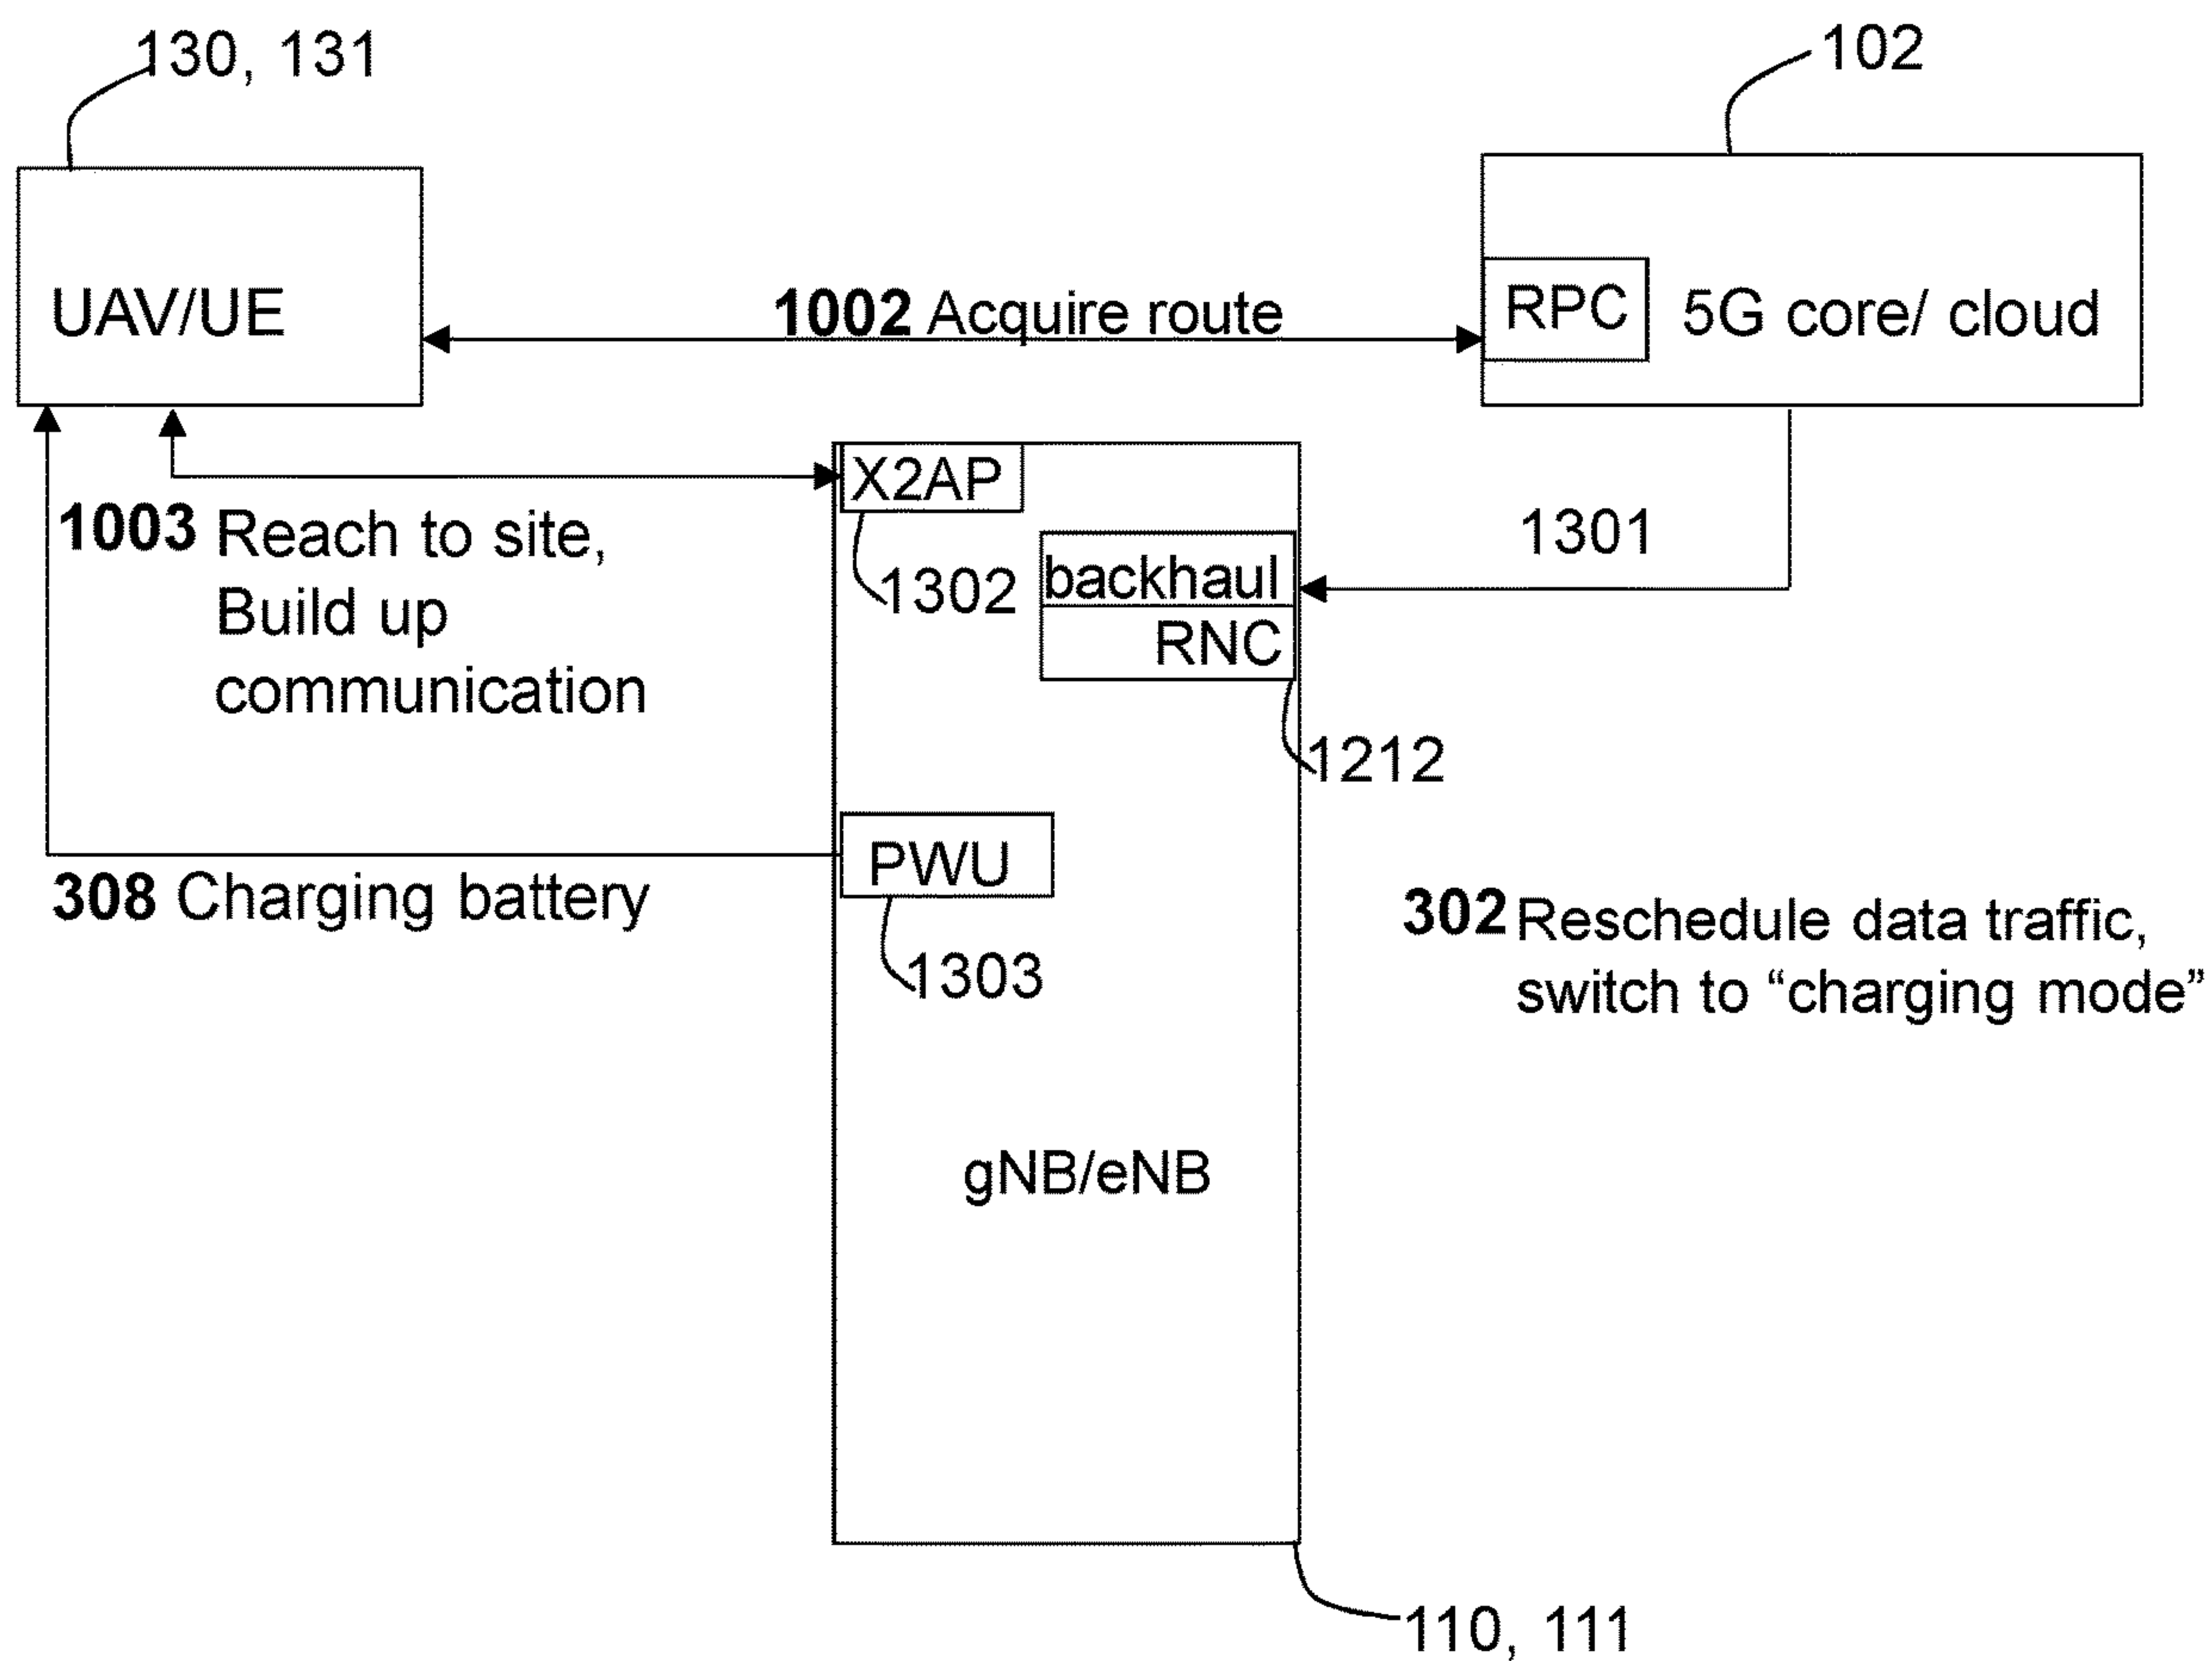 130, 131
102
UAV/UE
1002 Acquire route
RPC
5G core/ cloud
X2AP
1003 Reach to site,
Build up
communication
1302
backhaul
RNC
1301
1212
PWU
308 Charging battery
1303
302 Reschedule data traffic,
switch to “charging mode”
gNB/eNB
110, 111